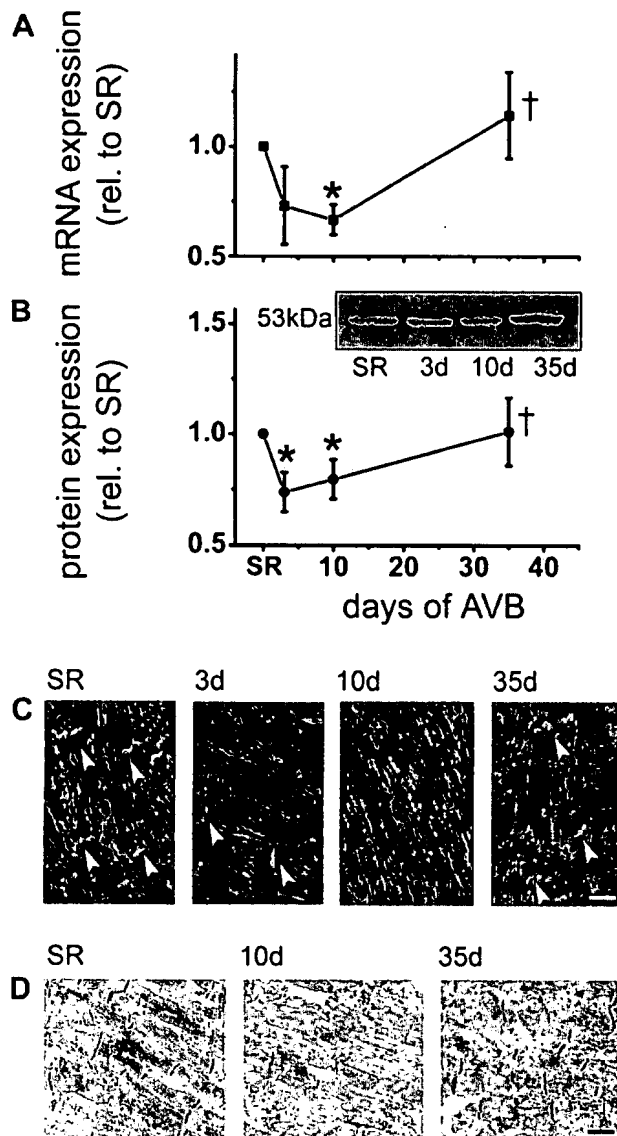 A
mRNA expression
(rel. to SR)
1.0
0.5
*
†
B
protein expression
(rel. to SR)
1.5
1.0
0.5
53kDa
SR 3d 10d 35d
* *
†
SR 10 20 30 40
days of AVB
SR 3d 10d 35d
C
SR 10d 35d
D